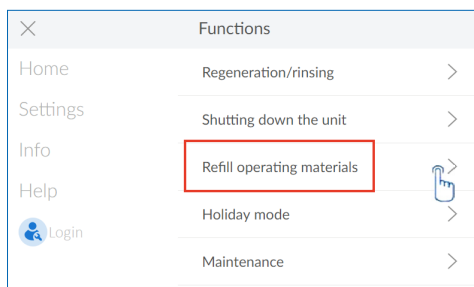 Functions
Home
Settings
Info
Help
Login
Regeneration/rinsing
Shutting down the unit
Refill operating materials
Holiday mode
Maintenance